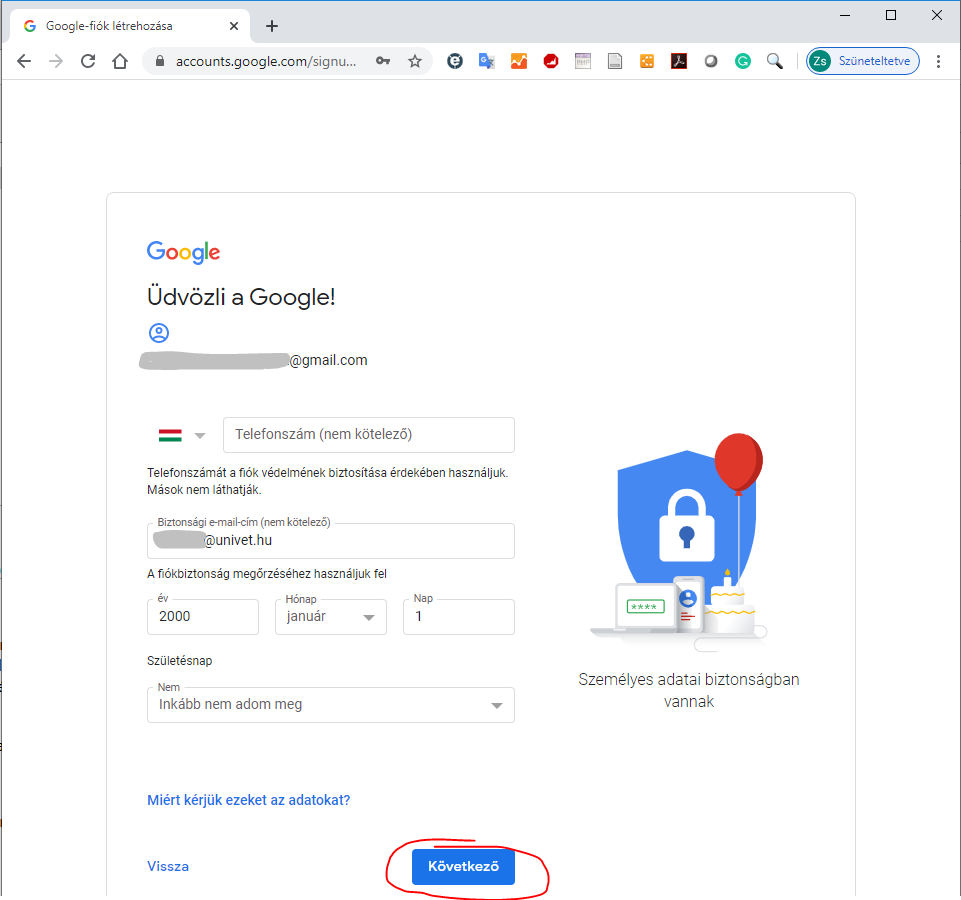 Google-fiók létrehozása
accounts.google.com/signu...
Zs Szüneteltetve
Google
Üdvözli a Google!
@gmail.com
Telefonszám (nem kötelező)
Telefonszámát a fiók védelmének biztosítása érdekében használjuk.
Mások nem láthatják.
Biztonsági e-mail-cím (nem kötelező)
@univet.hu
A fiókbiztonság megőrzéséhez használjuk fel
év Hónap Nap
2000 január 1
Születésnap
Nem
Inkább nem adom meg
****
Személyes adatai biztonságban
vannak
Miért kérjük ezeket az adatokat?
Vissza Következő